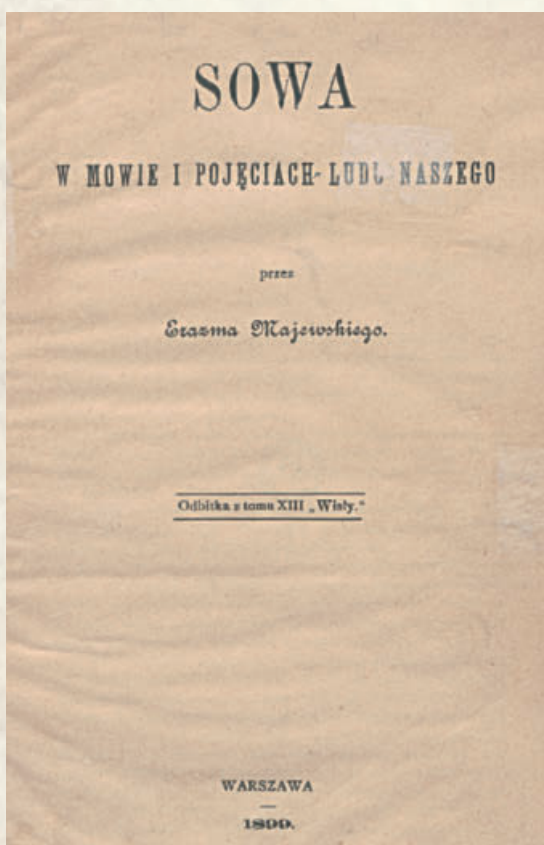 SOWA
W MOWIE I POJĘCIACH LUDU NASZEGO
przez
Erazma Majewskiego.
Odbitka z tomu XIII „Wisły.“
WARSZAWA
1899.